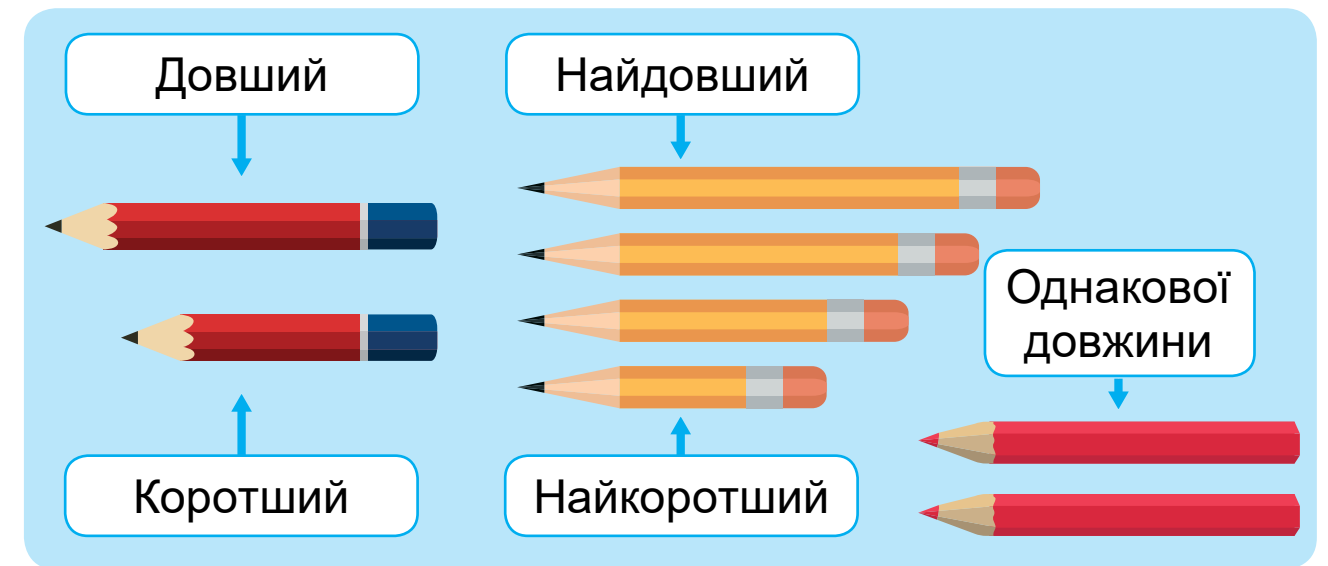 Довший
Найдовший
Однакової
довжини
Коротший
Найкоротший